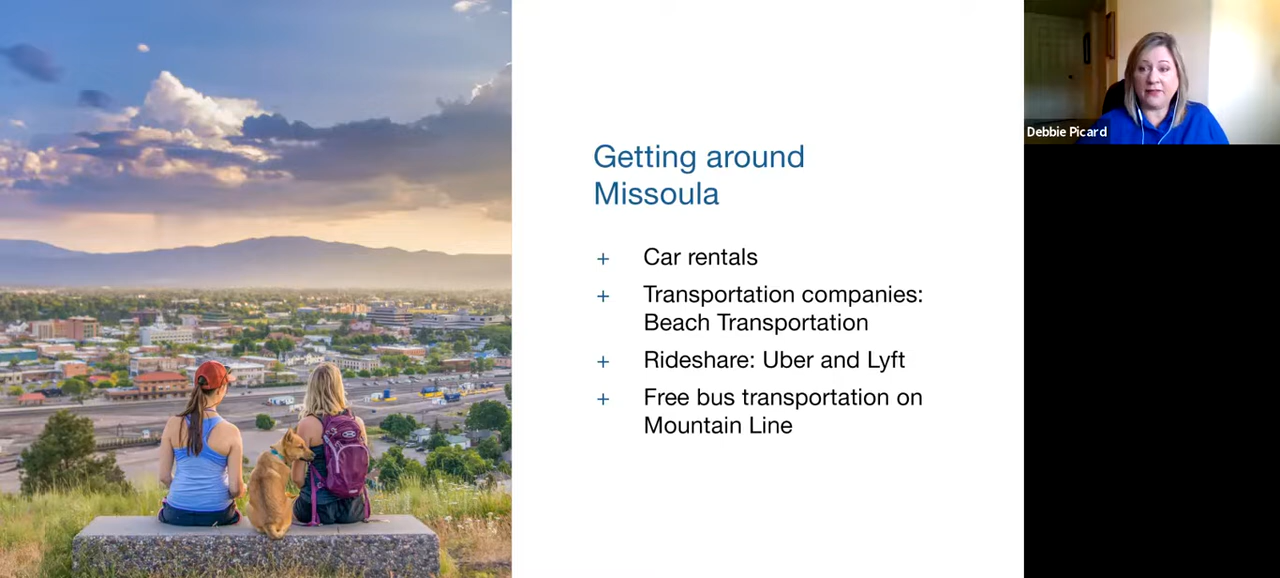 Getting around
Missoula
+ Car rentals
+ Transportation companies:
Beach Transportation
+ Rideshare: Uber and Lyft
+ Free bus transportation on
Mountain Line
Debbie Picard